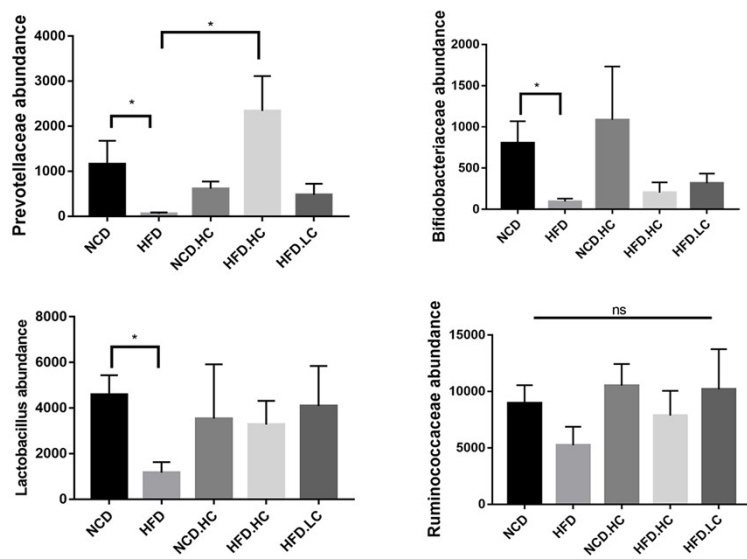 Prevotellaceae abundance
4000
3000
2000
1000
0
*
*
NCD
HFD
NCD.HC
HFD.HC
HFD.LC
Bifidobacteriaceae abundance
2000
1500
1000
500
0
*
NCD
HFD
NCD.HC
HFD.HC
HFD.LC
Lactobacillus abundance
8000
6000
4000
2000
0
*
NCD
HFD
NCD.HC
HFD.HC
HFD.LC
Ruminococcaceae abundance
15000
10000
5000
0
ns
NCD
HFD
NCD.HC
HFD.HC
HFD.LC